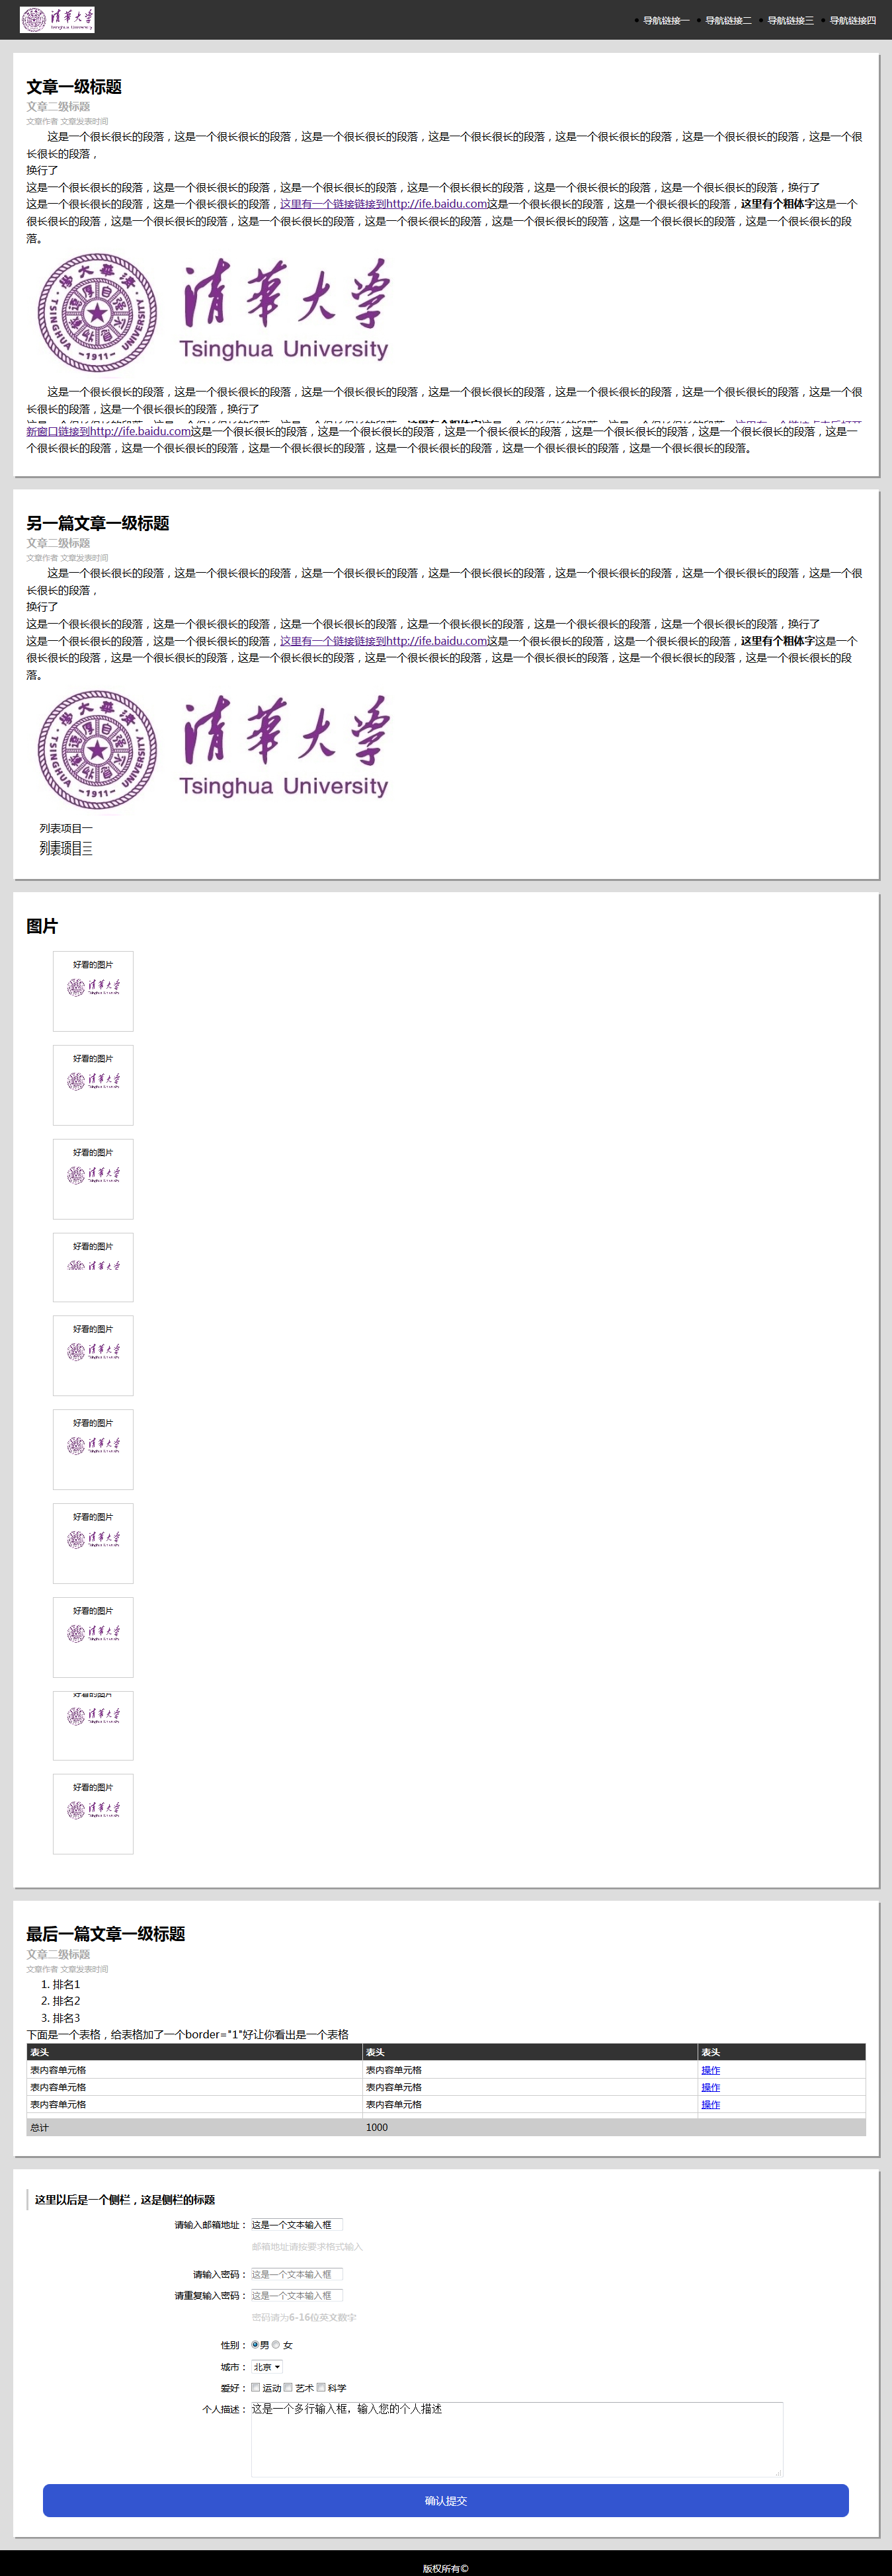 清华大学
Tsinghua University
导航链接一 导航链接二 导航链接三 导航链接四
文章一级标题
文章二级标题
文章作者 文章发表时间
这是一个很长很长的段落，这是一个很长很长的段落，这是一个很长很长的段落，这是一个很长很长的段落，这是一个很长很长的段落，这是一个很长很长的段落，这是一个很
长很长的段落，
换行了
这是一个很长很长的段落，这是一个很长很长的段落，这是一个很长很长的段落，这是一个很长很长的段落，这是一个很长很长的段落，这是一个很长很长的段落，换行了
这是一个很长很长的段落，这是一个很长很长的段落，这里有一个链接链接到http://ife.baidu.com这是一个很长很长的段落，这是一个很长很长的段落，这里有个粗体字这是一个
很长很长的段落，这是一个很长很长的段落，这是一个很长很长的段落，这是一个很长很长的段落，这是一个很长很长的段落，这是一个很长很长的段落，这是一个很长很长的段
落。
TSINGHUA UNIVERSITY
自强不息 厚德载物
-1911-
清華大学
Tsinghua University
这是一个很长很长的段落，这是一个很长很长的段落，这是一个很长很长的段落，这是一个很长很长的段落，这是一个很长很长的段落，这是一个很长很长的段落，这是一个很
长很长的段落，这是一个很长很长的段落，换行了
新窗口链接到http://ife.baidu.com这是一个很长很长的段落，这是一个很长很长的段落，这是一个很长很长的段落，这是一个很长很长的段落，这是一个很长很长的段落，这是一
个很长很长的段落，这是一个很长很长的段落，这是一个很长很长的段落，这是一个很长很长的段落，这是一个很长很长的段落。
另一篇文章一级标题
文章二级标题
文章作者 文章发表时间
这是一个很长很长的段落，这是一个很长很长的段落，这是一个很长很长的段落，这是一个很长很长的段落，这是一个很长很长的段落，这是一个很长很长的段落，这是一个很
长很长的段落，
换行了
这是一个很长很长的段落，这是一个很长很长的段落，这是一个很长很长的段落，这是一个很长很长的段落，这是一个很长很长的段落，这是一个很长很长的段落，换行了
这是一个很长很长的段落，这是一个很长很长的段落，这里有一个链接链接到http://ife.baidu.com这是一个很长很长的段落，这是一个很长很长的段落，这里有个粗体字这是一个
很长很长的段落，这是一个很长很长的段落，这是一个很长很长的段落，这是一个很长很长的段落，这是一个很长很长的段落，这是一个很长很长的段落，这是一个很长很长的段
落。
TSINGHUA UNIVERSITY
自强不息 厚德载物
-1911-
清華大学
Tsinghua University
列表项目一
列表项目三
图片
好看的图片
清華大学
好看的图片
清華大学
好看的图片
清華大学
好看的图片
好看的图片
清華大学
好看的图片
清華大学
好看的图片
清華大学
好看的图片
清華大学
好看的图片
清華大学
好看的图片
清華大学
最后一篇文章一级标题
文章二级标题
文章作者 文章发表时间
1. 排名1
2. 排名2
3. 排名3
下面是一个表格，给表格加了一个border="1"好让你看出是一个表格
表头 表头 表头
表内容单元格 表内容单元格 操作
表内容单元格 表内容单元格 操作
表内容单元格 表内容单元格 操作
总计 1000
这里以后是一个侧栏，这是侧栏的标题
请输入邮箱地址： 这是一个文本输入框
邮箱地址请按要求格式输入
请输入密码： 这是一个文本输入框
请重复输入密码： 这是一个文本输入框
密码请为6-16位英文数字
性别： 男 女
城市： 北京
爱好： 运动 艺术 科学
个人描述： 这是一个多行输入框，输入您的个人描述
确认提交
版权所有©